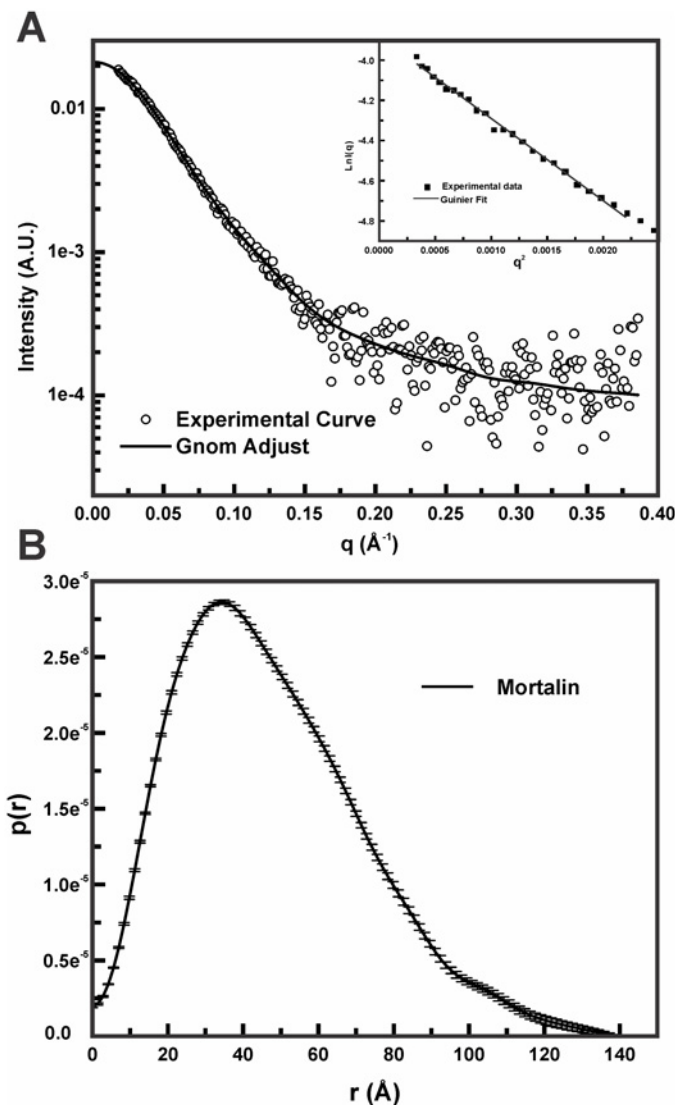 A
Intensity (A.U.)
0.01
1e-3
1e-4
Experimental Curve
Gnom Adjust
0.00 0.05 0.10 0.15 0.20 0.25 0.30 0.35 0.40
q (Å⁻¹)
LnI(q)
-4.0
-4.2
-4.4
-4.6
-4.8
Experimental data
Guinier Fit
0.0000 0.0005 0.0010 0.0015 0.0020
q²
B
p(r)
3.0e⁻⁵
2.5e⁻⁵
2.0e⁻⁵
1.5e⁻⁵
1.0e⁻⁵
0.5e⁻⁵
0.0
Mortalin
0 20 40 60 80 100 120 140
r (Å)